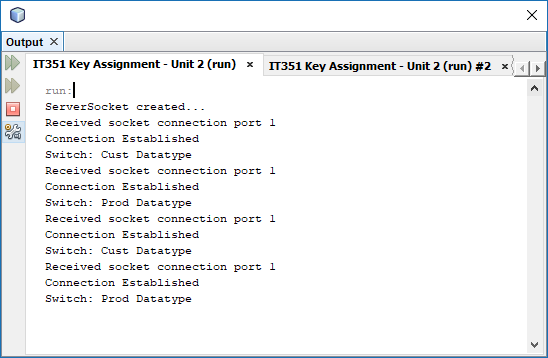 Output
IT351 Key Assignment - Unit 2 (run)
IT351 Key Assignment - Unit 2 (run) #2
run:
ServerSocket created...
Received socket connection port 1
Connection Established
Switch: Cust Datatype
Received socket connection port 1
Connection Established
Switch: Prod Datatype
Received socket connection port 1
Connection Established
Switch: Cust Datatype
Received socket connection port 1
Connection Established
Switch: Prod Datatype